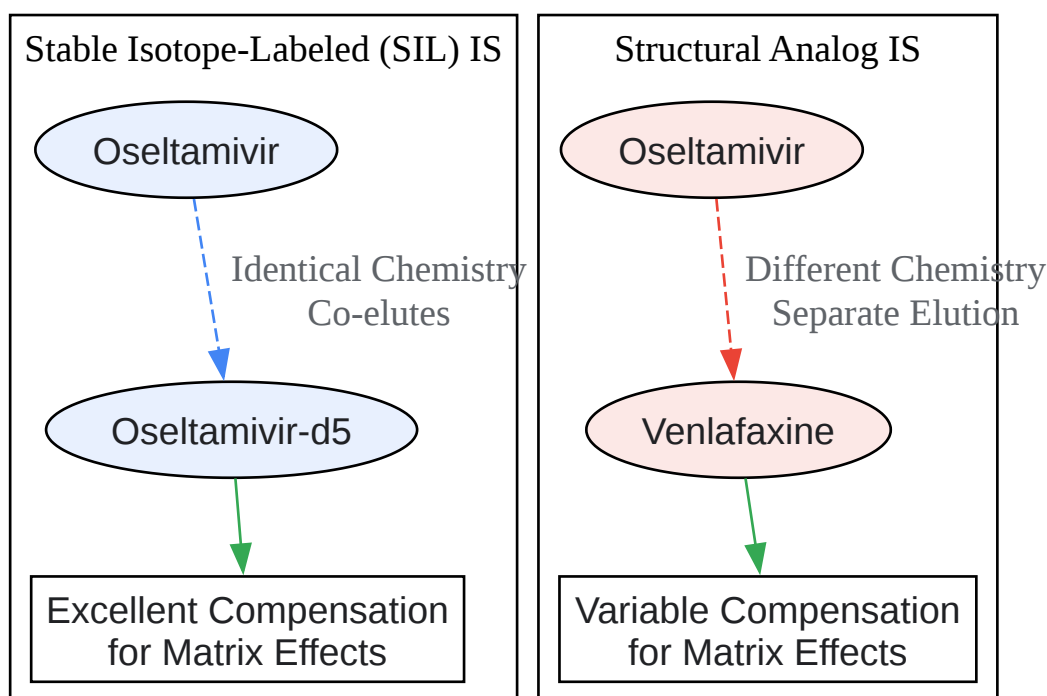 Stable Isotope-Labeled (SIL) IS
Oseltamivir
Identical Chemistry
Co-elutes
Oseltamivir-d5
Excellent Compensation
for Matrix Effects
Structural Analog IS
Oseltamivir
Different Chemistry
Separate Elution
Venlafaxine
Variable Compensation
for Matrix Effects